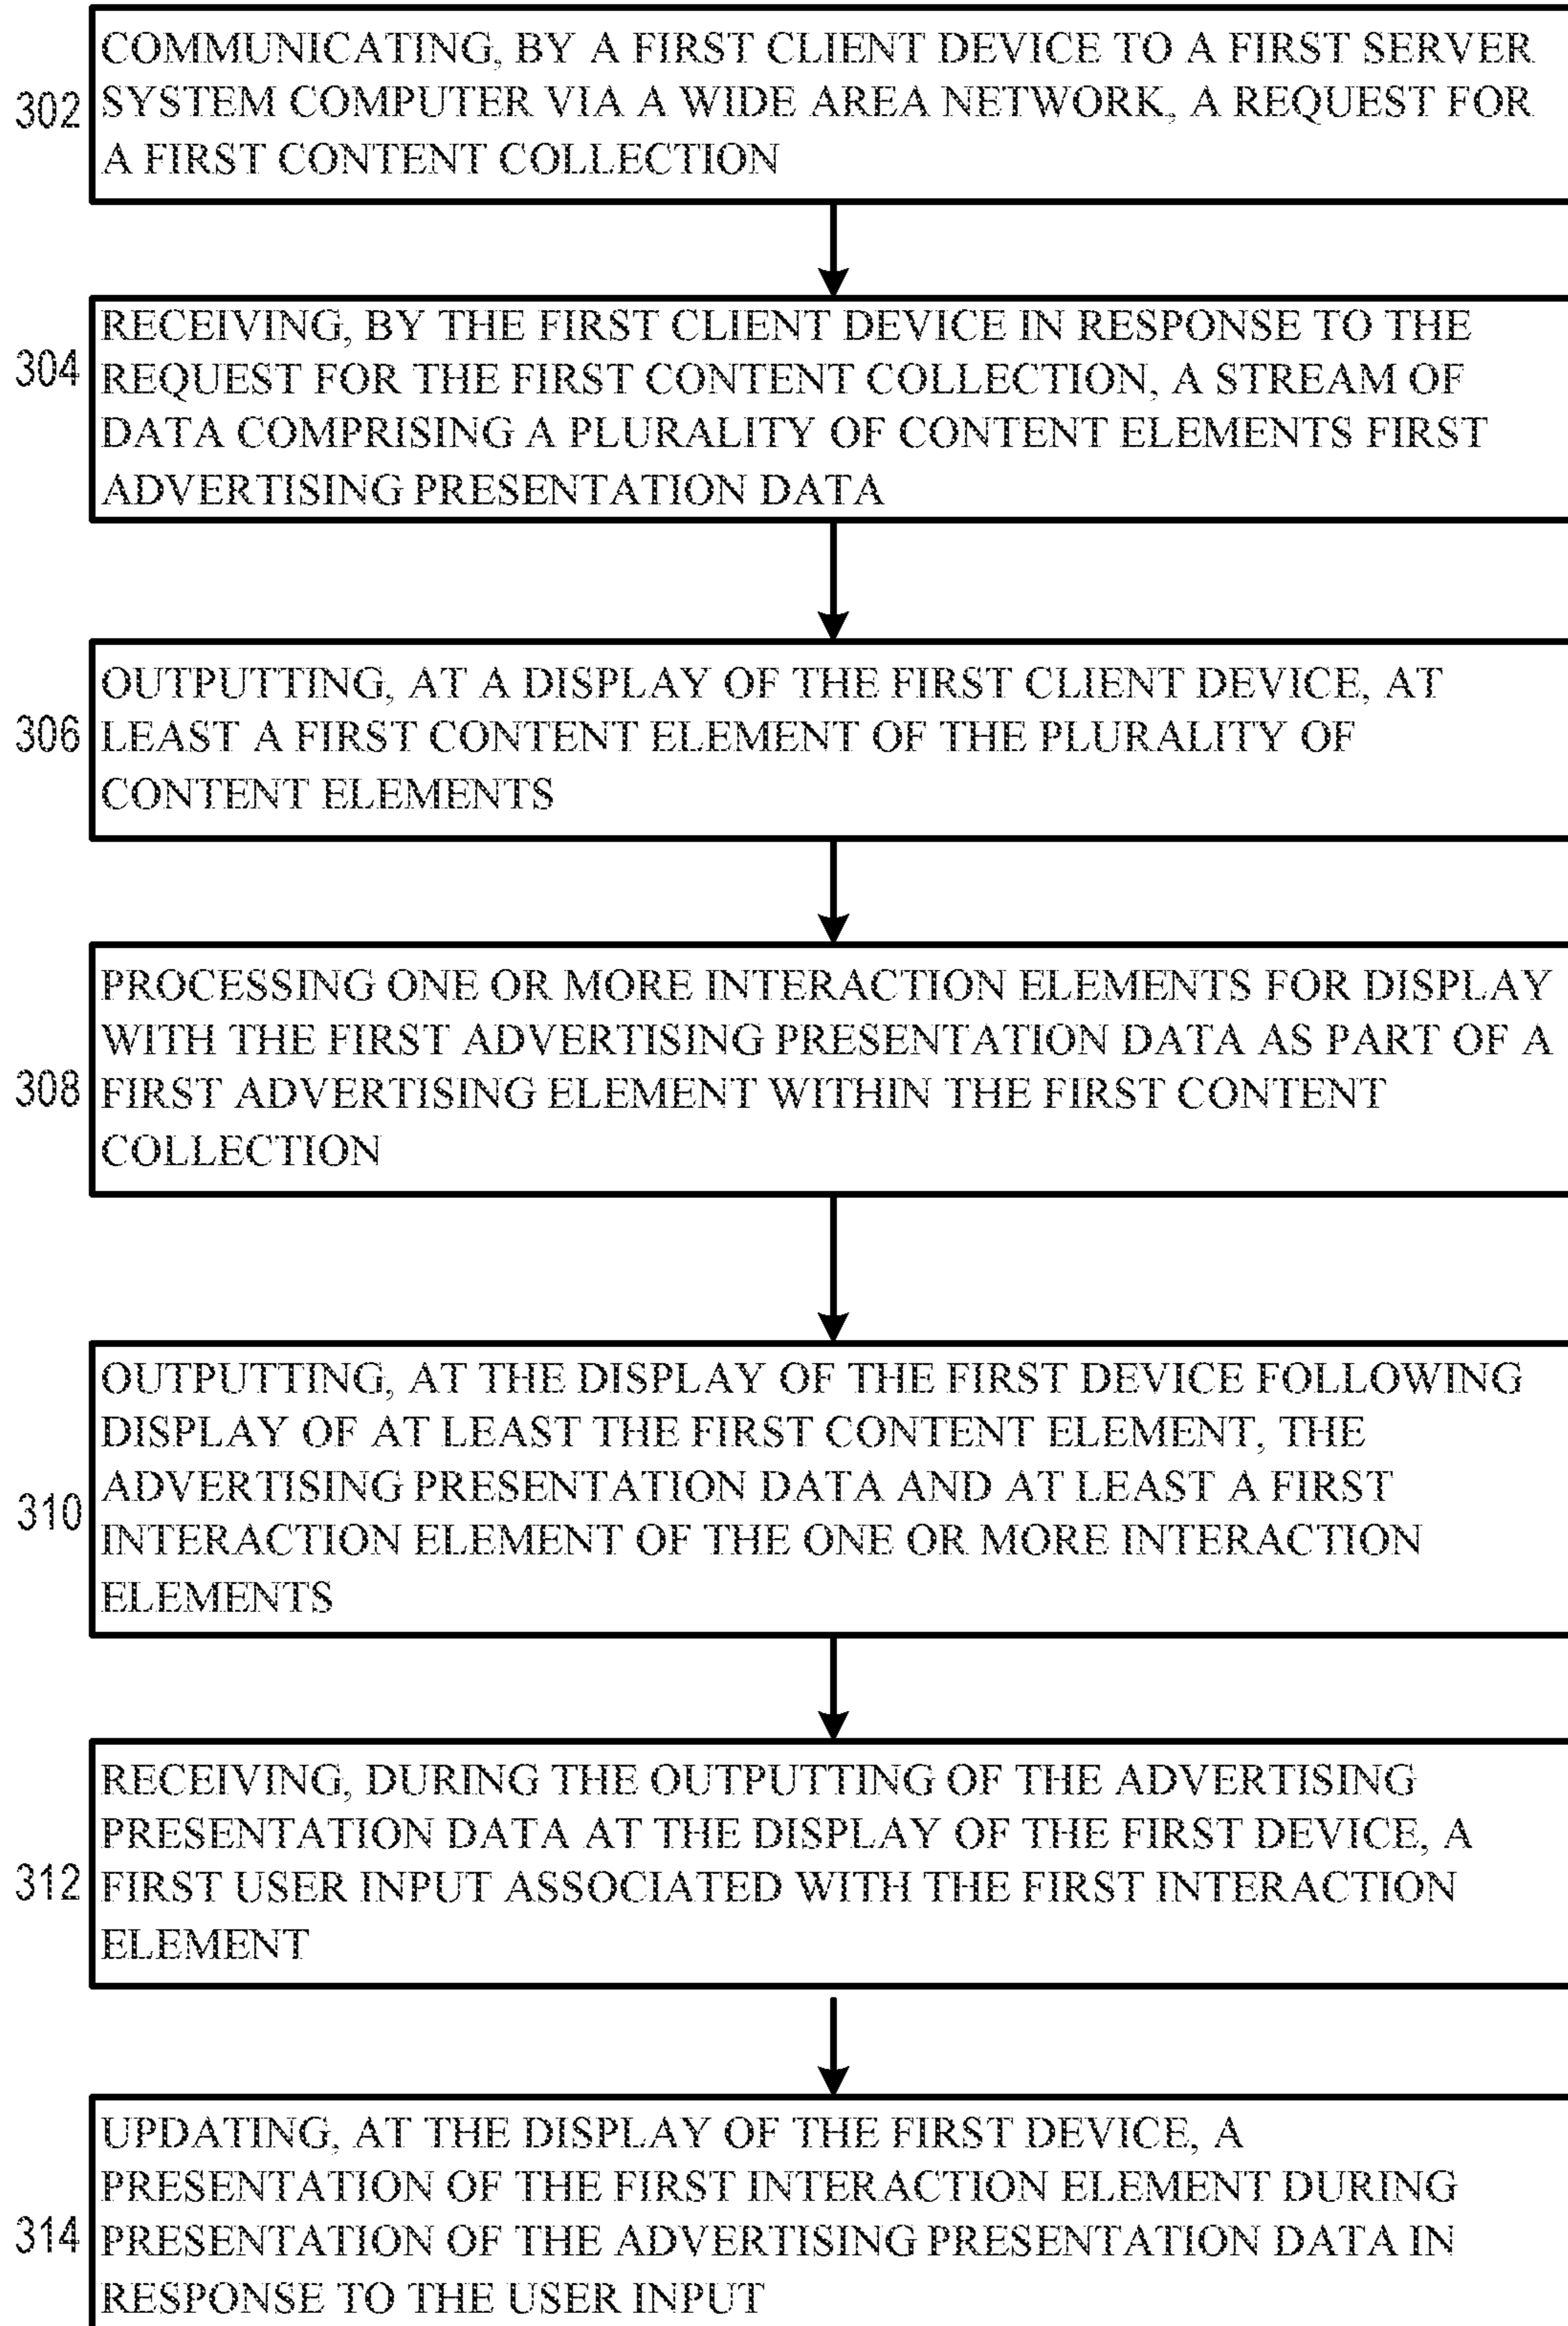 COMMUNICATING, BY A FIRST CLIENT DEVICE TO A FIRST SERVER
302 SYSTEM COMPUTER VIA A WIDE AREA NETWORK, A REQUEST FOR
A FIRST CONTENT COLLECTION
RECEIVING, BY THE FIRST CLIENT DEVICE IN RESPONSE TO THE
304 REQUEST FOR THE FIRST CONTENT COLLECTION, A STREAM OF
DATA COMPRISING A PLURALITY OF CONTENT ELEMENTS FIRST
ADVERTISING PRESENTATION DATA
OUTPUTTING, AT A DISPLAY OF THE FIRST CLIENT DEVICE, AT
306 LEAST A FIRST CONTENT ELEMENT OF THE PLURALITY OF
CONTENT ELEMENTS
PROCESSING ONE OR MORE INTERACTION ELEMENTS FOR DISPLAY
WITH THE FIRST ADVERTISING PRESENTATION DATA AS PART OF A
308 FIRST ADVERTISING ELEMENT WITHIN THE FIRST CONTENT
COLLECTION
OUTPUTTING, AT THE DISPLAY OF THE FIRST DEVICE FOLLOWING
DISPLAY OF AT LEAST THE FIRST CONTENT ELEMENT, THE
310 ADVERTISING PRESENTATION DATA AND AT LEAST A FIRST
INTERACTION ELEMENT OF THE ONE OR MORE INTERACTION
ELEMENTS
RECEIVING, DURING THE OUTPUTTING OF THE ADVERTISING
PRESENTATION DATA AT THE DISPLAY OF THE FIRST DEVICE, A
312 FIRST USER INPUT ASSOCIATED WITH THE FIRST INTERACTION
ELEMENT
UPDATING, AT THE DISPLAY OF THE FIRST DEVICE, A
PRESENTATION OF THE FIRST INTERACTION ELEMENT DURING
314 PRESENTATION OF THE ADVERTISING PRESENTATION DATA IN
RESPONSE TO THE USER INPUT